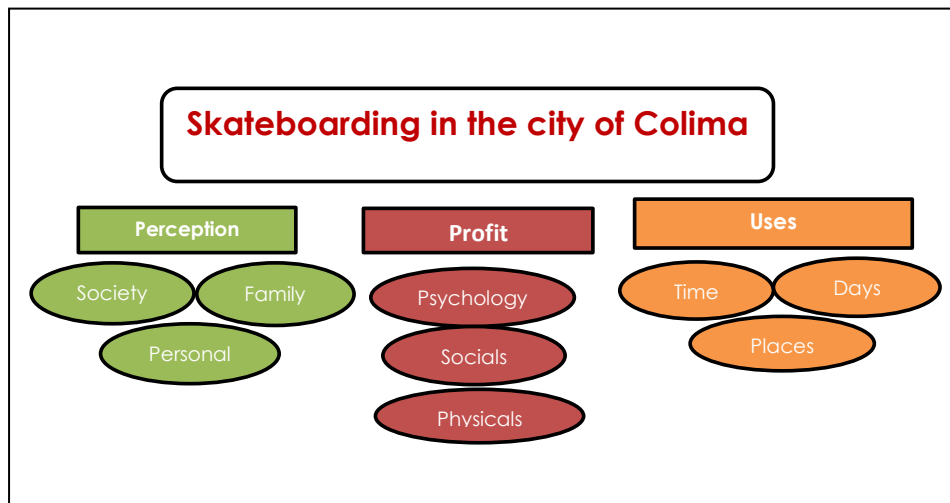 Skateboarding in the city of Colima
Perception
Society
Family
Personal
Profit
Psychology
Socials
Physicals
Uses
Time
Days
Places